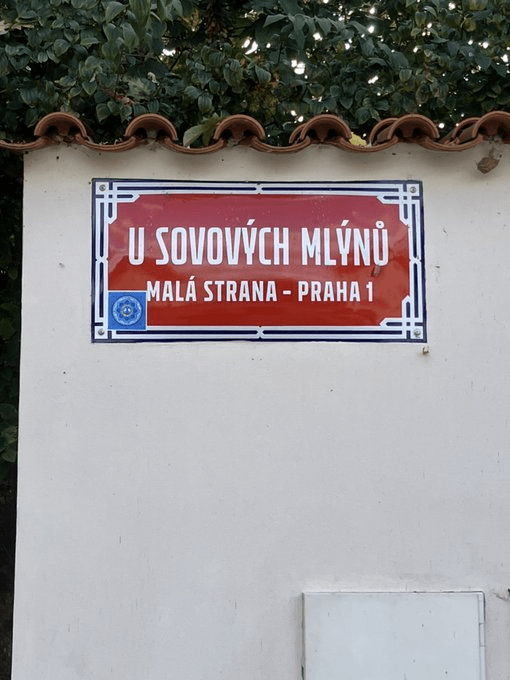 U SOVOVÝCH MLÝNŮ
MALÁ STRANA - PRAHA 1